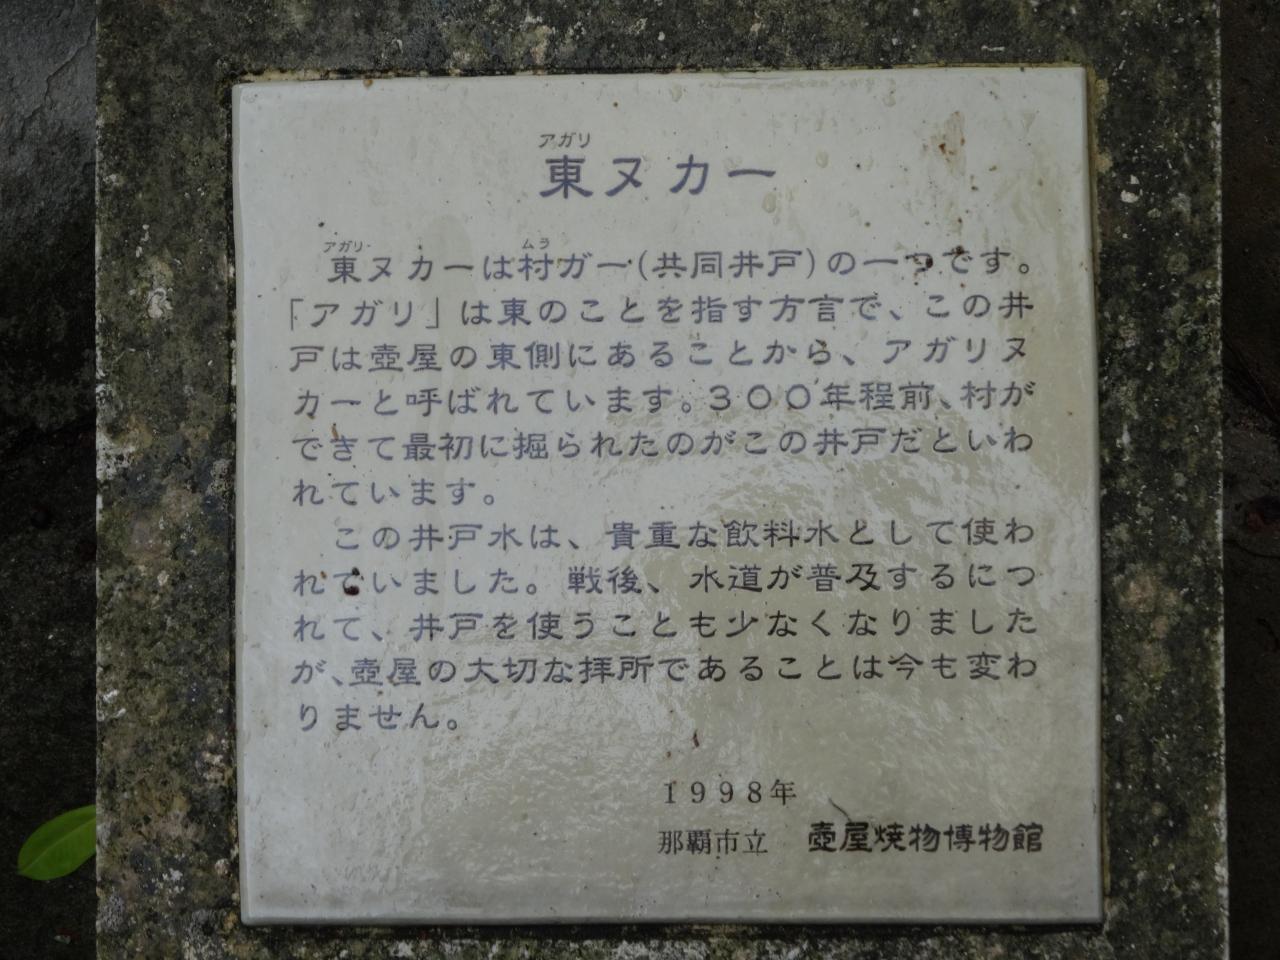 アガリ
東ヌカー
アガリ ムラ
東ヌカーは村ガー(共同井戸)の一つです。
「アガリ」は東のことを指す方言で、この井
戸は壺屋の東側にあることから、アガリヌ
カーと呼ばれています。300年程前、村が
できて最初に掘られたのがこの井戸だといわ
れています。
この井戸水は、貴重な飲料水として使わ
れていました。戦後、水道が普及するにつ
れて、井戸を使うことも少なくなりました
が、壺屋の大切な拝所であることは今も変わ
りません。
1998年
那覇市立 壺屋焼物博物館